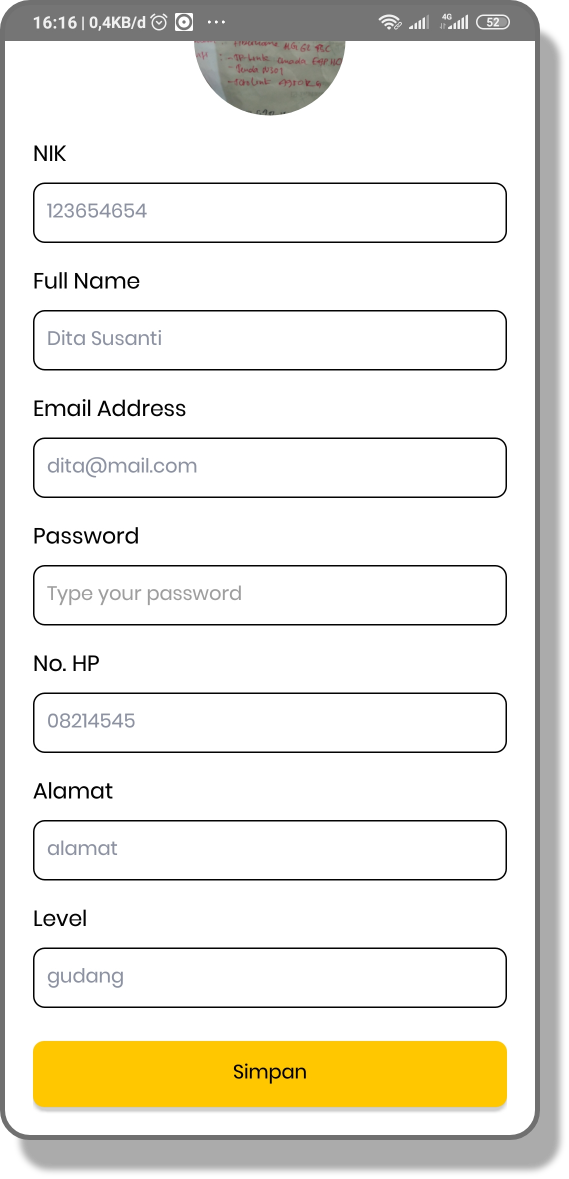 16:16 | 0,4KB/d ...
4G
52
NIK
123654654
Full Name
Dita Susanti
Email Address
dita@mail.com
Password
Type your password
No. HP
08214545
Alamat
alamat
Level
gudang
Simpan